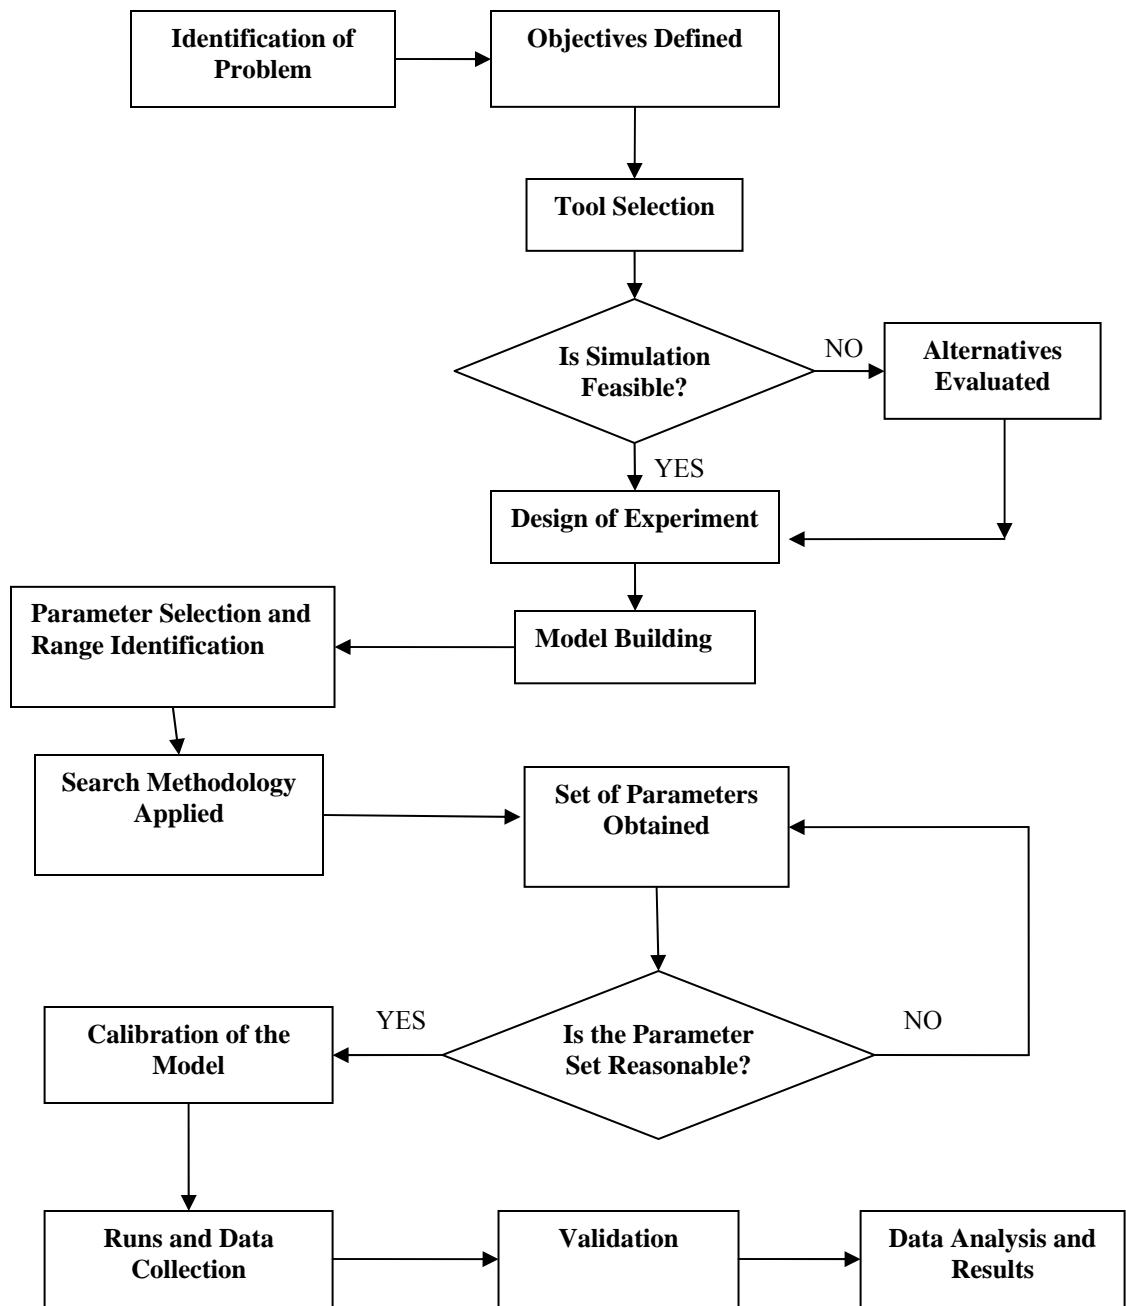 Identification of
Problem
Objectives Defined
Tool Selection
Is Simulation
Feasible?
NO
Alternatives
Evaluated
YES
Design of Experiment
Parameter Selection and
Range Identification
Model Building
Search Methodology
Applied
Set of Parameters
Obtained
Calibration of the
Model
YES
Is the Parameter
Set Reasonable?
NO
Runs and Data
Collection
Validation
Data Analysis and
Results